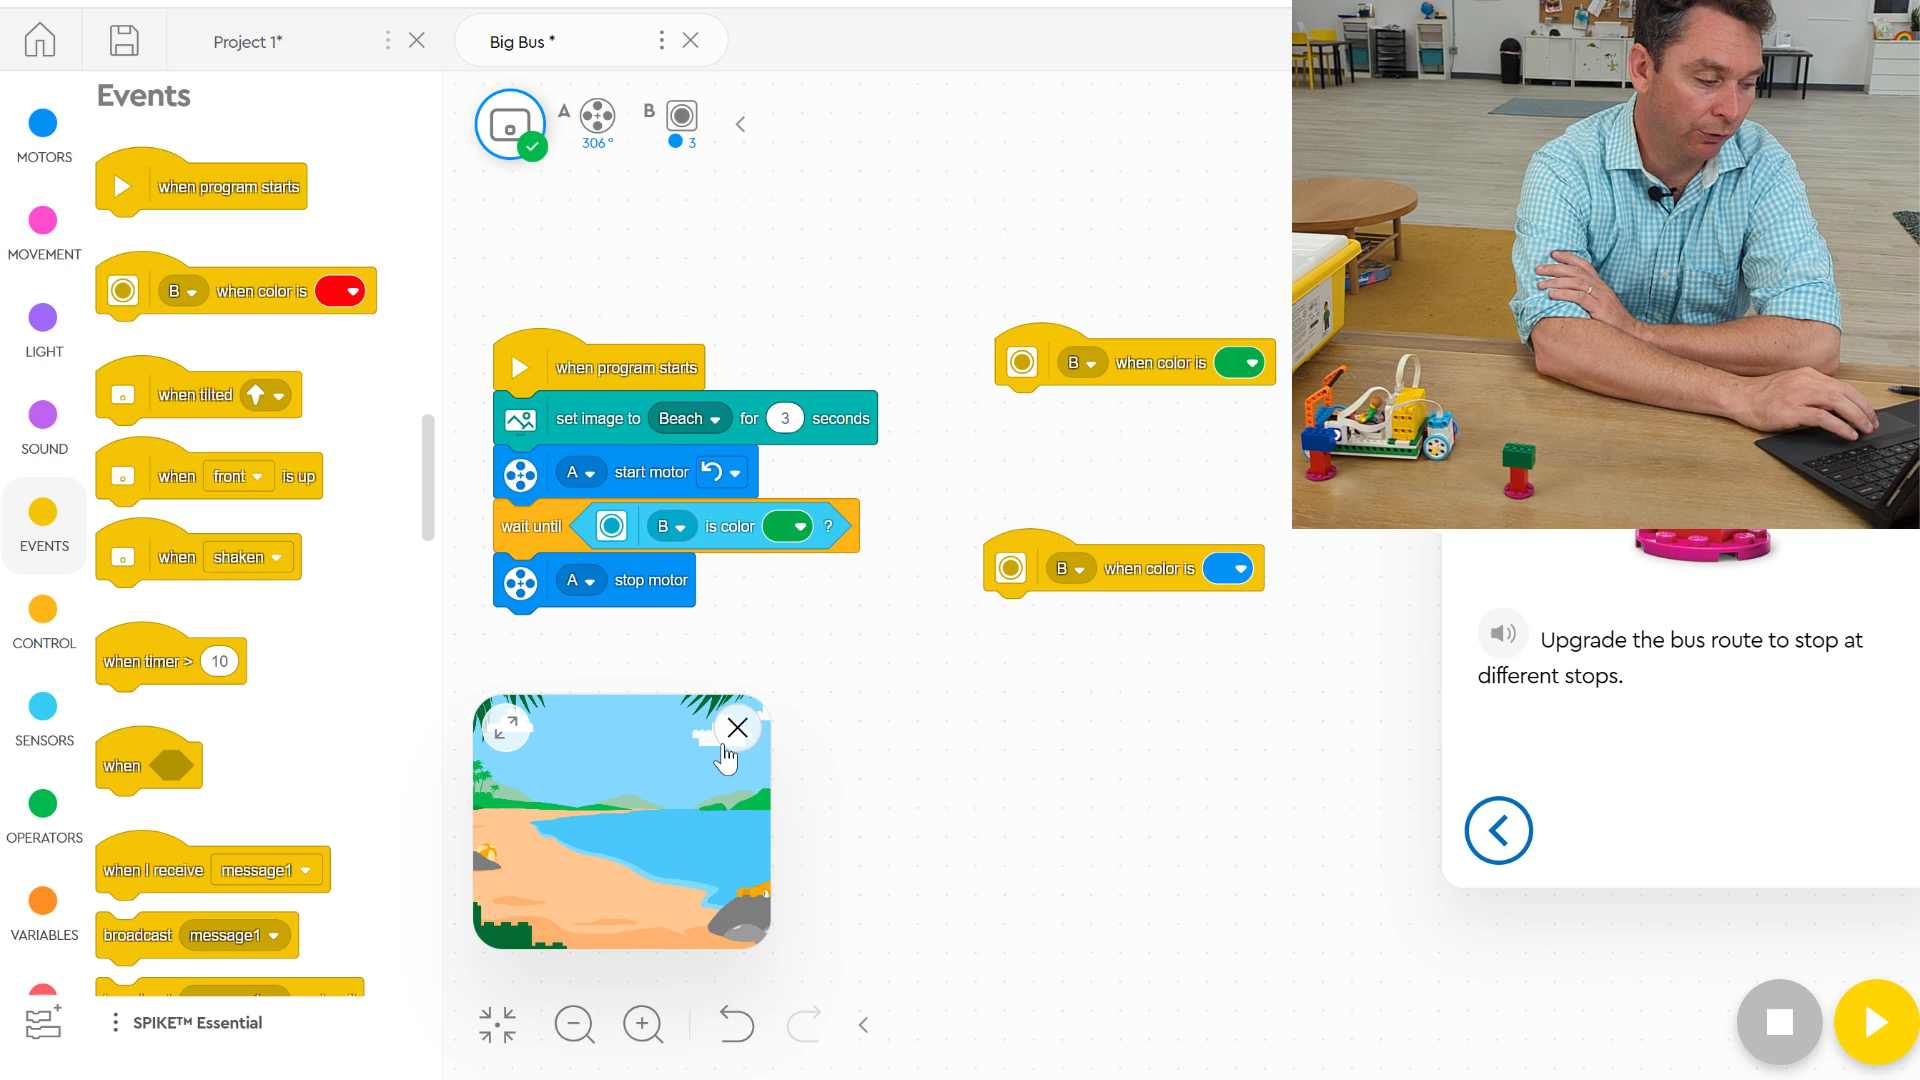 Project 1*
Big Bus *
Events
A
306°
B
3
MOTORS
MOVEMENT
LIGHT
SOUND
EVENTS
CONTROL
SENSORS
OPERATORS
VARIABLES
when program starts
B when color is
when tilted
when front is up
when shaken
when timer > 10
when
when I receive message1
broadcast message1
SPIKE™ Essential
when program starts
set image to Beach for 3 seconds
A start motor
wait until B is color ?
A stop motor
B when color is
B when color is
Upgrade the bus route to stop at
different stops.